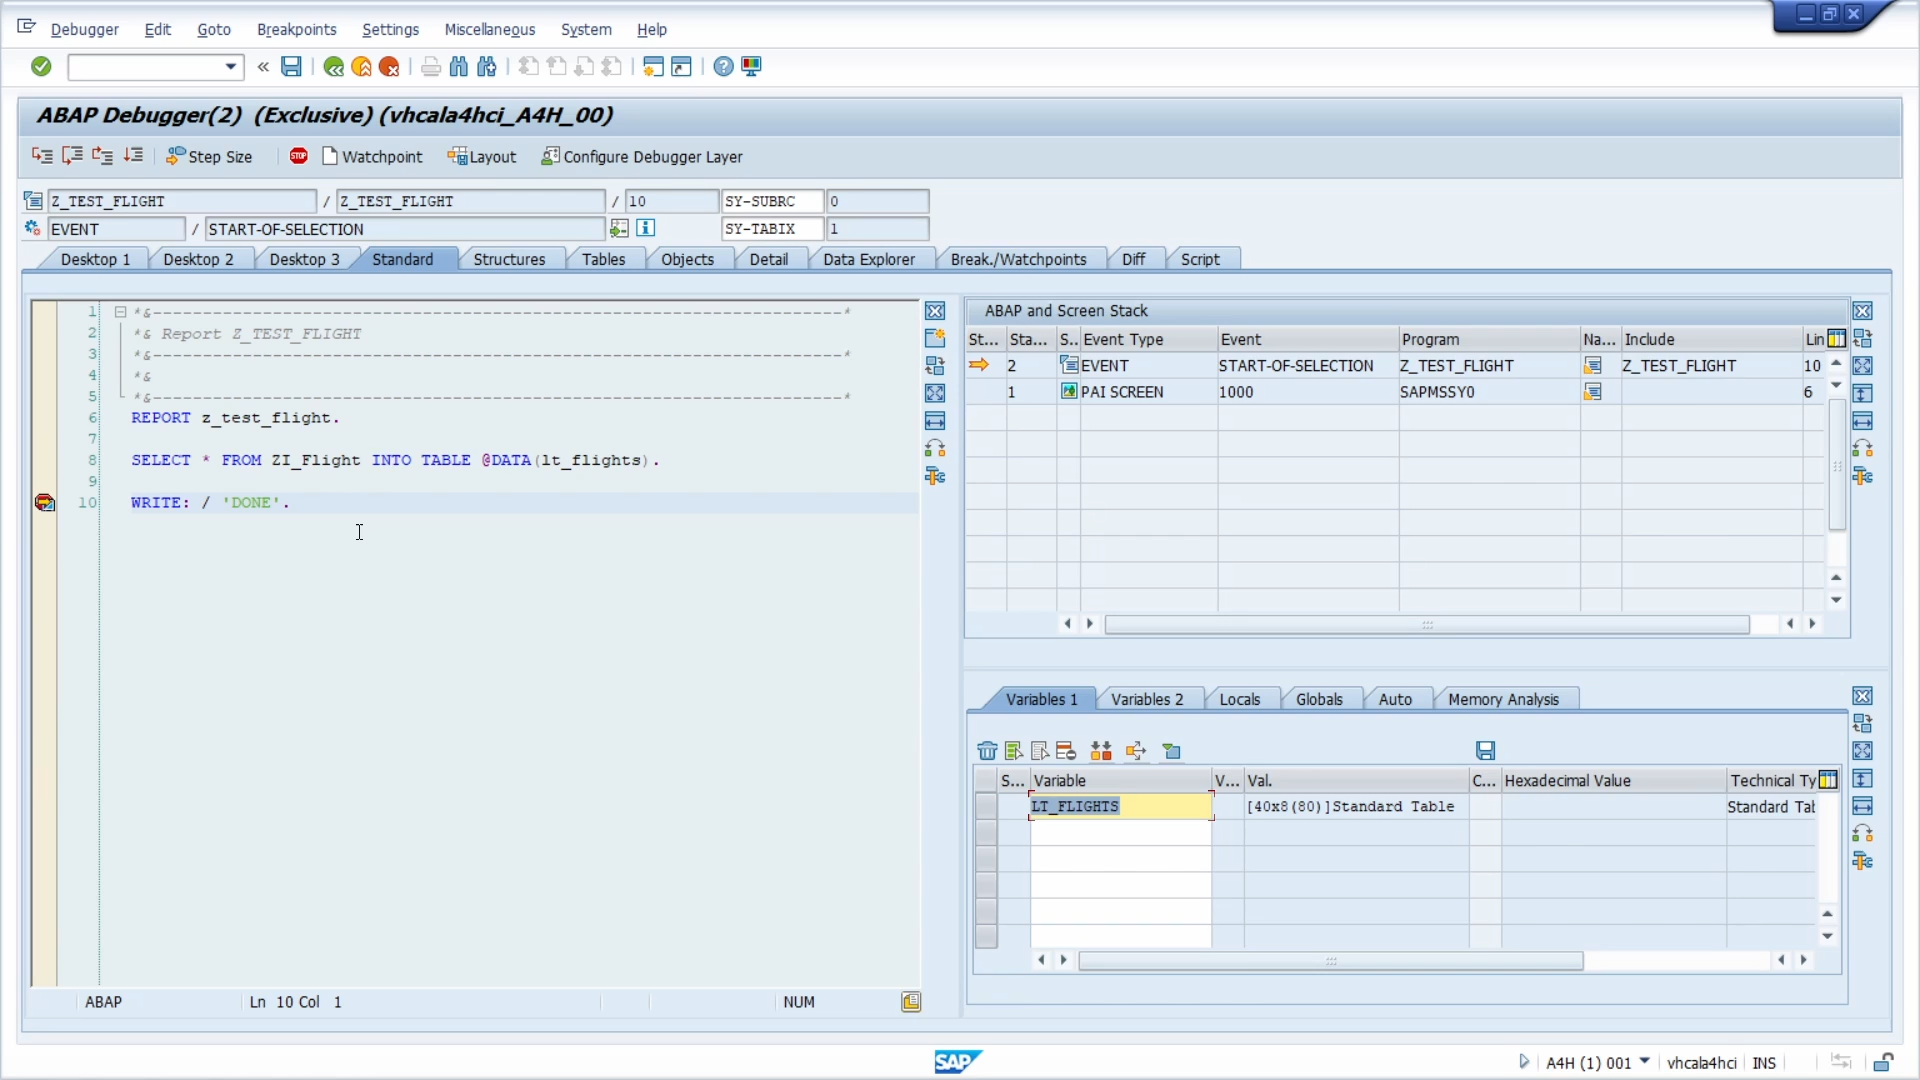 Debugger Edit Goto Breakpoints Settings Miscellaneous System Help
ABAP Debugger(2) (Exclusive) (vhcala4hci_A4H_00)
Step Size STOP Watchpoint Layout Configure Debugger Layer
Z_TEST_FLIGHT / Z_TEST_FLIGHT / 10 SY-SUBRC 0
EVENT / START-OF-SELECTION SY-TABIX 1
Desktop 1 Desktop 2 Desktop 3 Standard Structures Tables Objects Detail Data Explorer Break./Watchpoints Diff Script
1 *&---------------------------------------------------------------------*
2 *& Report Z_TEST_FLIGHT
3 *&---------------------------------------------------------------------*
4 *&
5 *&---------------------------------------------------------------------*
6 REPORT z_test_flight.
7
8 SELECT * FROM ZI_Flight INTO TABLE @DATA(lt_flights).
9
10 WRITE: / 'DONE'.
ABAP Ln 10 Col 1 NUM
ABAP and Screen Stack
St... Sta... S.. Event Type Event Program Na... Include Lin
2 EVENT START-OF-SELECTION Z_TEST_FLIGHT Z_TEST_FLIGHT 10
1 PAI SCREEN 1000 SAPMSSY0 6
Variables 1 Variables 2 Locals Globals Auto Memory Analysis
S... Variable V... Val. C... Hexadecimal Value Technical Ty
LT_FLIGHTS [40x8(80)]Standard Table Standard Tab
SAP
A4H (1) 001 vhcala4hci INS